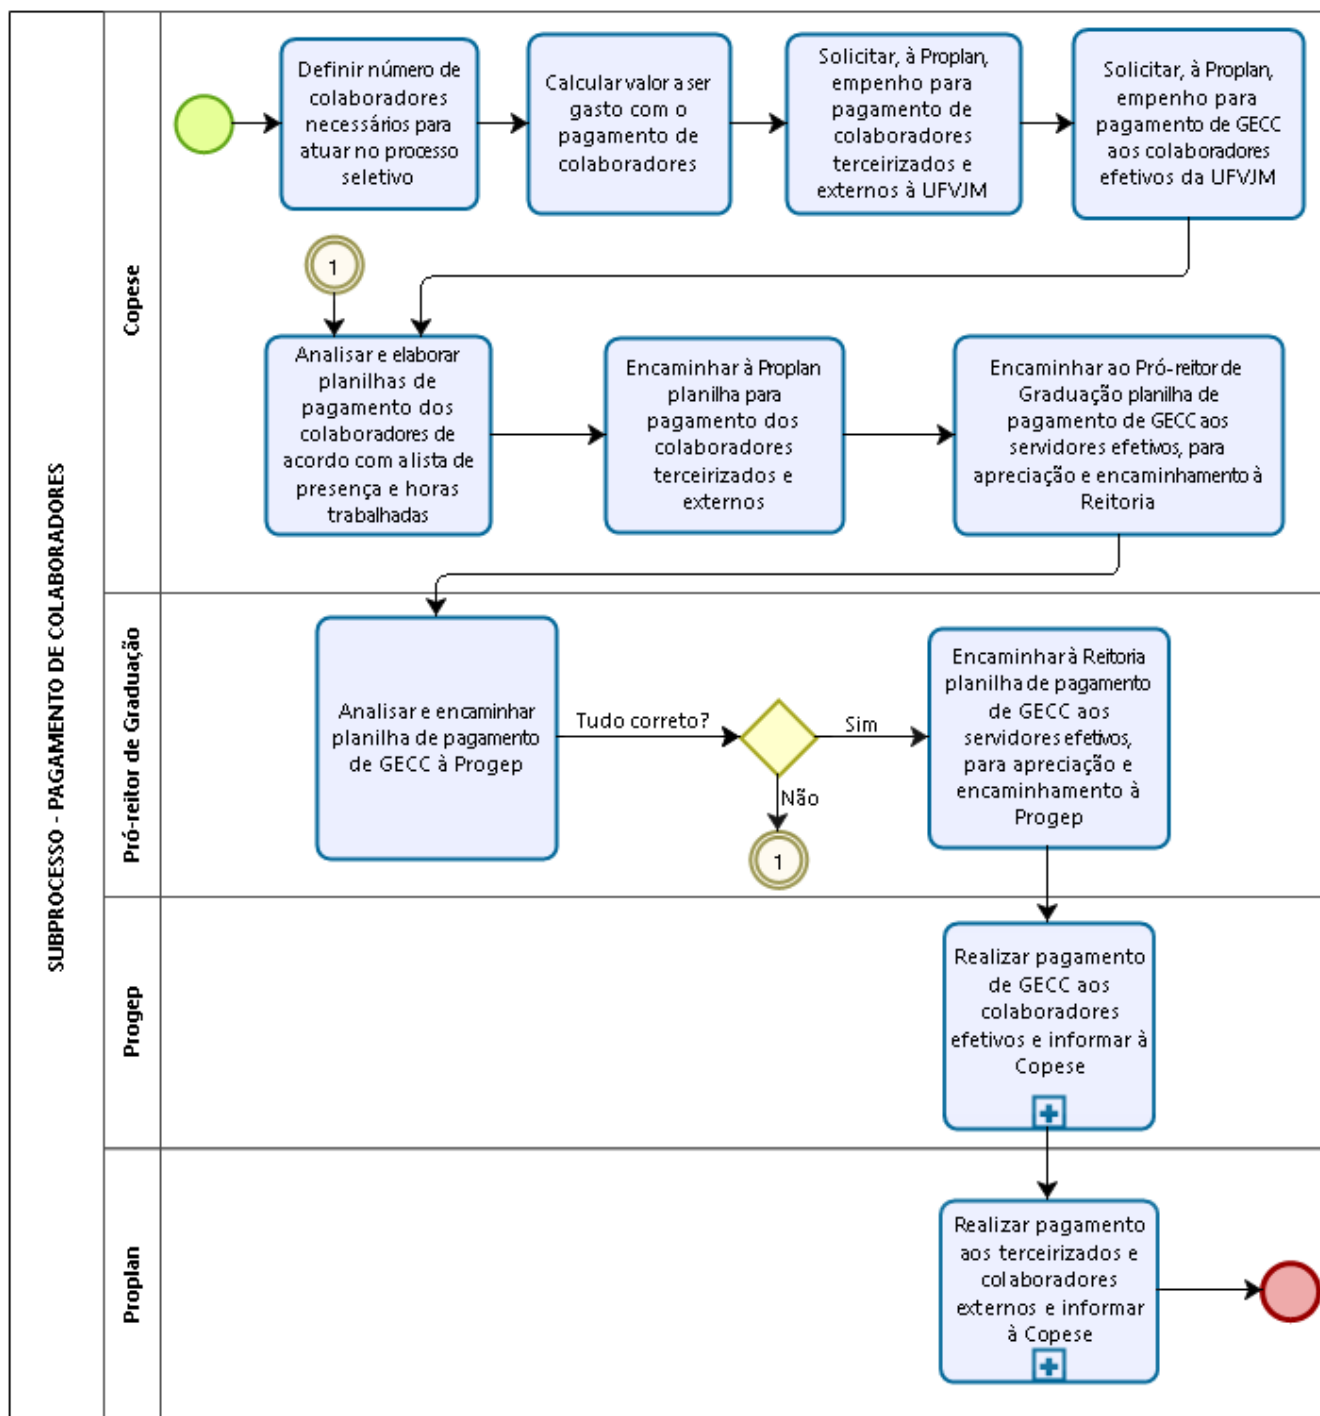 SUBPROCESSO - PAGAMENTO DE COLABORADORES
Copese
Definir número de
colaboradores
necessários para
atuar no processo
seletivo
Calcular valor a ser
gasto com o
pagamento de
colaboradores
Solicitar, à Proplan,
empenho para
pagamento de
colaboradores
terceirizados e
externos à UFVJM
Solicitar, à Proplan,
empenho para
pagamento de GECC
aos colaboradores
efetivos da UFVJM
1
Analisar e elaborar
planilhas de
pagamento dos
colaboradores de
acordo com a lista de
presença e horas
trabalhadas
Encaminhar à Proplan
planilha para
pagamento dos
colaboradores
terceirizados e
externos
Encaminhar ao Pró-reitor de
Graduação planilha de
pagamento de GECC aos
servidores efetivos, para
apreciação e encaminhamento à
Reitoria
Pró-reitor de Graduação
Analisar e encaminhar
planilha de pagamento
de GECC à Progep
Tudo correto?
Sim
Não
1
Encaminhar à Reitoria
planilha de pagamento
de GECC aos
servidores efetivos,
para apreciação e
encaminhamento à
Progep
Progep
Realizar pagamento
de GECC aos
colaboradores
efetivos e informar à
Copese
Proplan
Realizar pagamento
aos terceirizados e
colaboradores
externos e informar
à Copese